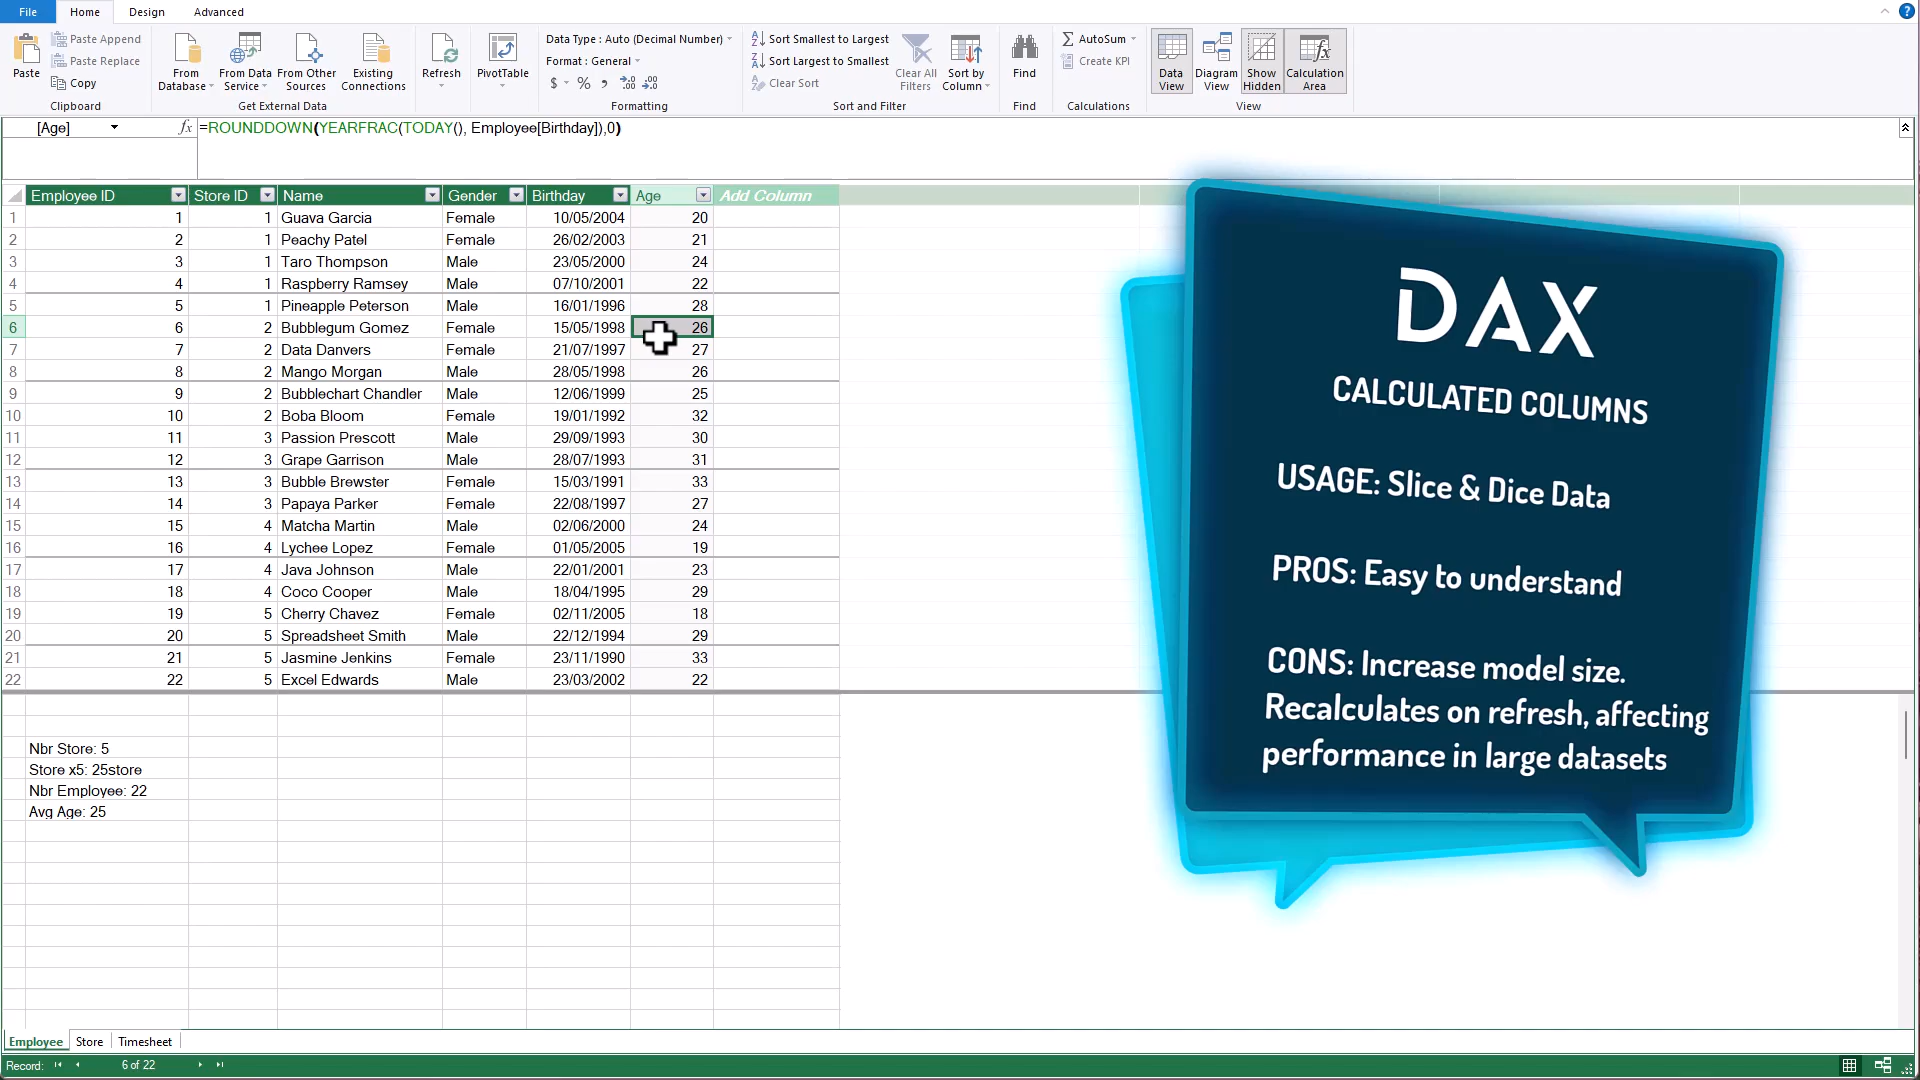 File Home Design Advanced
Paste Append
Paste Replace
Copy
Paste
Clipboard
From Database
From Data Service
From Other Sources
Existing Connections
Get External Data
Refresh
PivotTable
Data Type : Auto (Decimal Number)
Format : General
$ % , .00 .00
Formatting
Sort Smallest to Largest
Sort Largest to Smallest
Clear Sort
Clear All Filters
Sort by Column
Sort and Filter
Find
Find
AutoSum
Create KPI
Calculations
Data View
Diagram View
Show Hidden
Calculation Area
View
[Age] fx =ROUNDDOWN(YEARFRAC(TODAY(), Employee[Birthday]),0)
Employee ID Store ID Name Gender Birthday Age Add Column
1 1 1 Guava Garcia Female 10/05/2004 20
2 2 1 Peachy Patel Female 26/02/2003 21
3 3 1 Taro Thompson Male 23/05/2000 24
4 4 1 Raspberry Ramsey Male 07/10/2001 22
5 5 1 Pineapple Peterson Male 16/01/1996 28
6 6 2 Bubblegum Gomez Female 15/05/1998 26
7 7 2 Data Danvers Female 21/07/1997 27
8 8 2 Mango Morgan Male 28/05/1998 26
9 9 2 Bubblechart Chandler Male 12/06/1999 25
10 10 2 Boba Bloom Female 19/01/1992 32
11 11 3 Passion Prescott Male 29/09/1993 30
12 12 3 Grape Garrison Male 28/07/1993 31
13 13 3 Bubble Brewster Female 15/03/1991 33
14 14 3 Papaya Parker Female 22/08/1997 27
15 15 4 Matcha Martin Male 02/06/2000 24
16 16 4 Lychee Lopez Female 01/05/2005 19
17 17 4 Java Johnson Male 22/01/2001 23
18 18 4 Coco Cooper Male 18/04/1995 29
19 19 5 Cherry Chavez Female 02/11/2005 18
20 20 5 Spreadsheet Smith Male 22/12/1994 29
21 21 5 Jasmine Jenkins Female 23/11/1990 33
22 22 5 Excel Edwards Male 23/03/2002 22
Nbr Store: 5
Store x5: 25store
Nbr Employee: 22
Avg Age: 25
DAX
CALCULATED COLUMNS
USAGE: Slice & Dice Data
PROS: Easy to understand
CONS: Increase model size.
Recalculates on refresh, affecting
performance in large datasets
Employee Store Timesheet
Record: 6 of 22